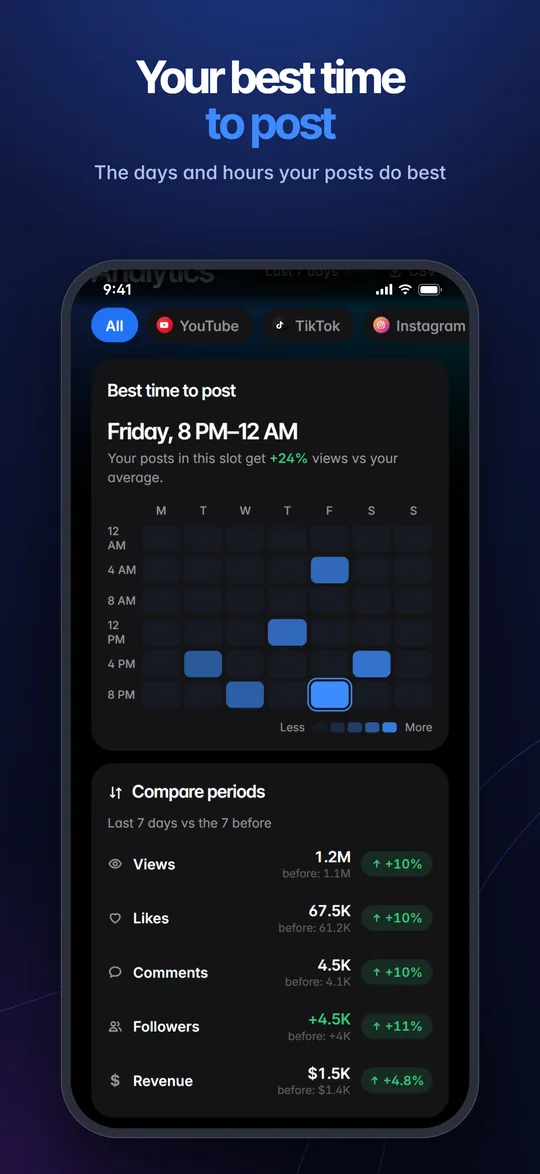 Your best time
to post
The days and hours your posts do best
Analytics
Last 7 days
CSV
9:41
All
YouTube
TikTok
Instagram
Best time to post
Friday, 8 PM–12 AM
Your posts in this slot get +24% views vs your
average.
M T W T F S S
12
AM
4 AM
8 AM
12
PM
4 PM
8 PM
Less
More
Compare periods
Last 7 days vs the 7 before
Views
1.2M
before: 1.1M
↑ +10%
Likes
67.5K
before: 61.2K
↑ +10%
Comments
4.5K
before: 4.1K
↑ +10%
Followers
+4.5K
before: +4K
↑ +11%
$ Revenue
$1.5K
before: $1.4K
↑ +4.8%